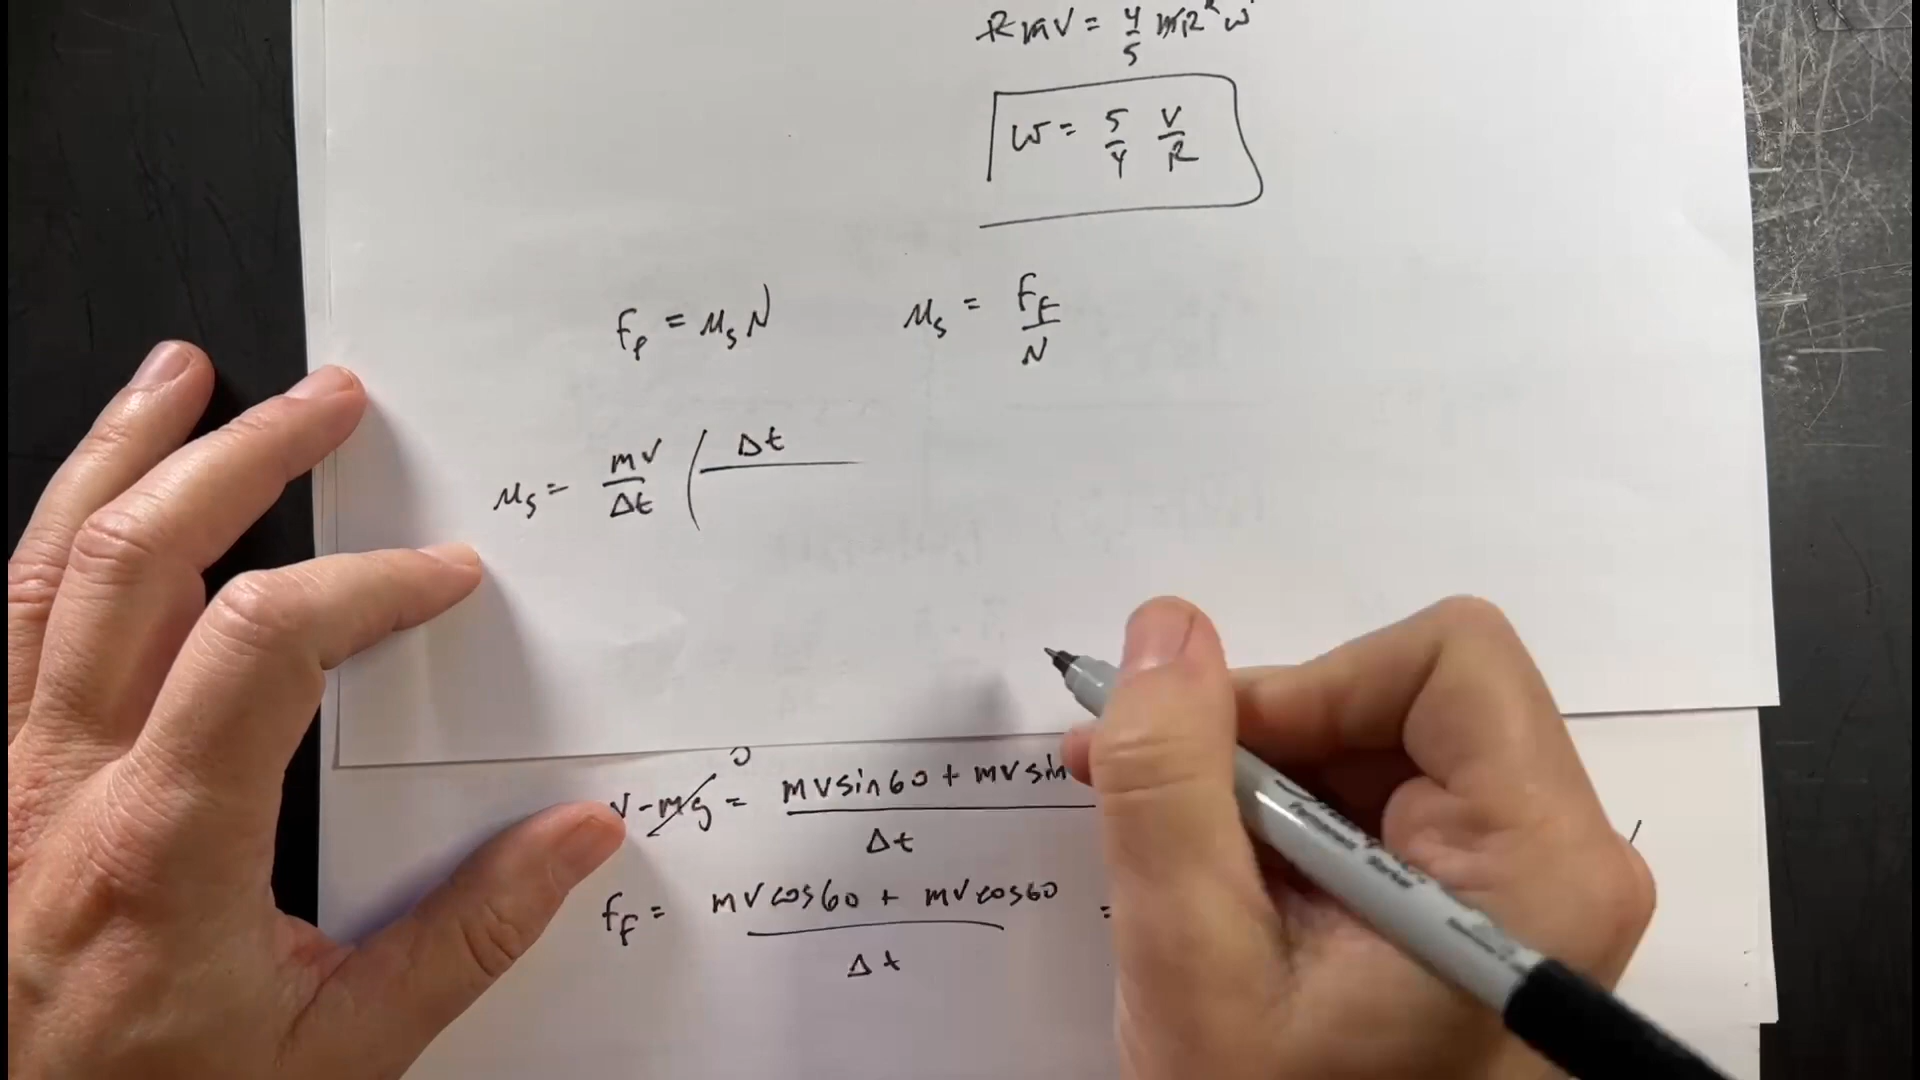 RmV = 4/5 mR² ω
ω = 5/4 V/R
F_F = μ_s N    μ_s = F_F/N
μ_s = mV/Δt ( Δt
- mg = 0 mvsin60 + mvsin / Δt
F_F = mvcos60 + mvcos60 / Δt =